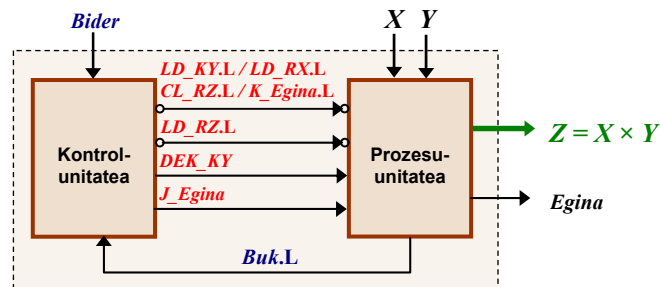 Bider
X Y
LD_KY.L / LD_RX.L
CL_RZ.L / K_Egina.L
LD_RZ.L
DEK_KY
J_Egina
Kontrol-
unitatea
Prozesu-
unitatea
Z = X × Y
Egina
Buk.L